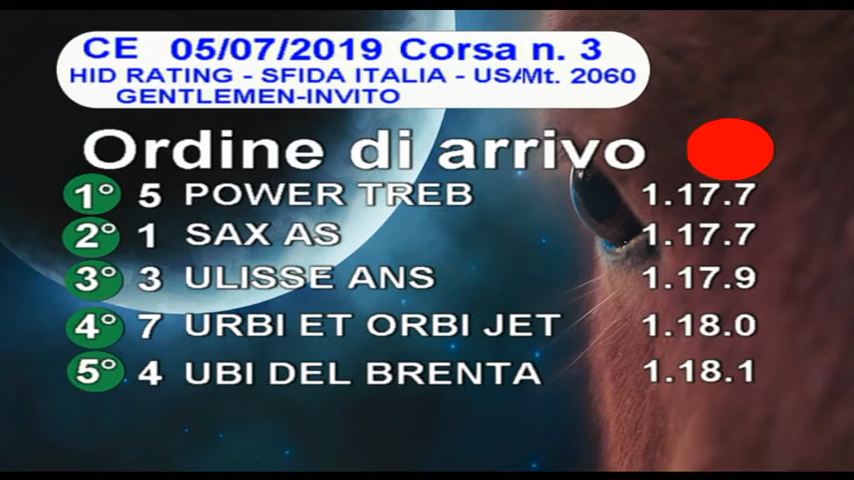 CE 05/07/2019 Corsa n. 3
HID RATING - SFIDA ITALIA - USA Mt. 2060
GENTLEMEN-INVITO
Ordine di arrivo
1° 5 POWER TREB 1.17.7
2° 1 SAX AS 1.17.7
3° 3 ULISSE ANS 1.17.9
4° 7 URBI ET ORBI JET 1.18.0
5° 4 UBI DEL BRENTA 1.18.1